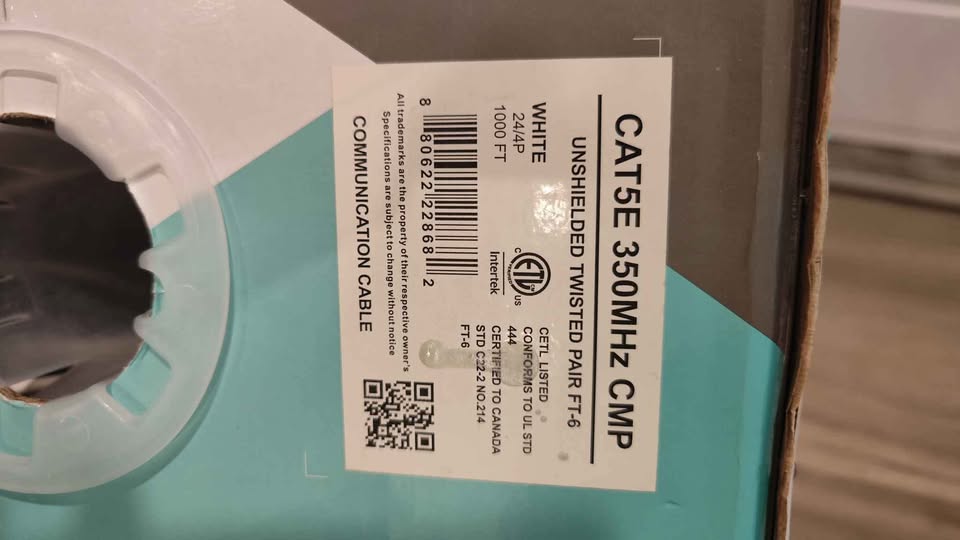 CAT5E 350MHz CMP
UNSHIELDED TWISTED PAIR FT-6
WHITE
24/4P
1000 FT
C ETL CM US
Intertek
CETL LISTED
CONFORMS TO UL STD
444
CERTIFIED TO CANADA
STD C22-2 NO.214
FT-6
8 80622 22868 2
All trademarks are the property of their respective owner's
Specifications are subject to change without notice
COMMUNICATION CABLE